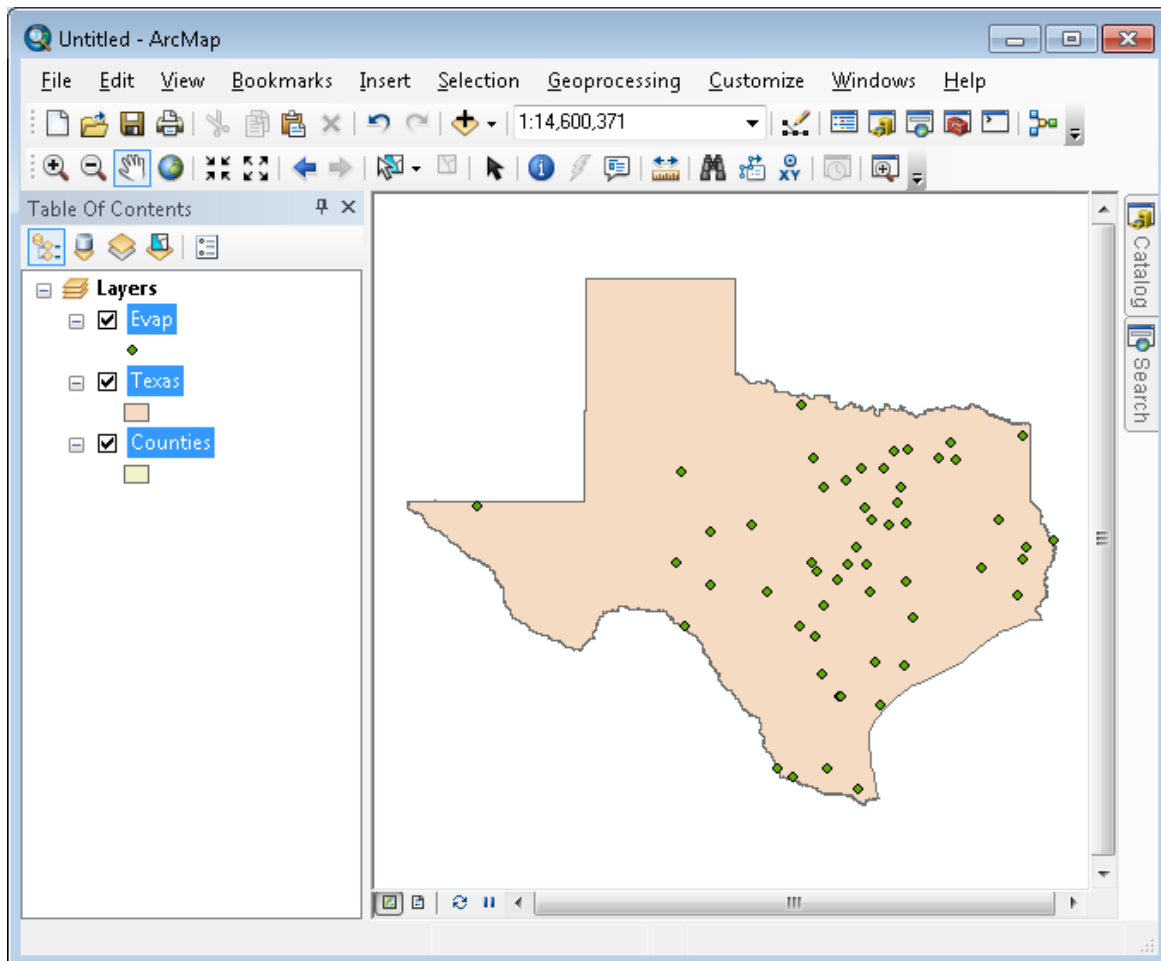 Untitled - ArcMap
File Edit View Bookmarks Insert Selection Geoprocessing Customize Windows Help
1:14,600,371
XY
Table Of Contents
Layers
Evap
Texas
Counties
Catalog
Search